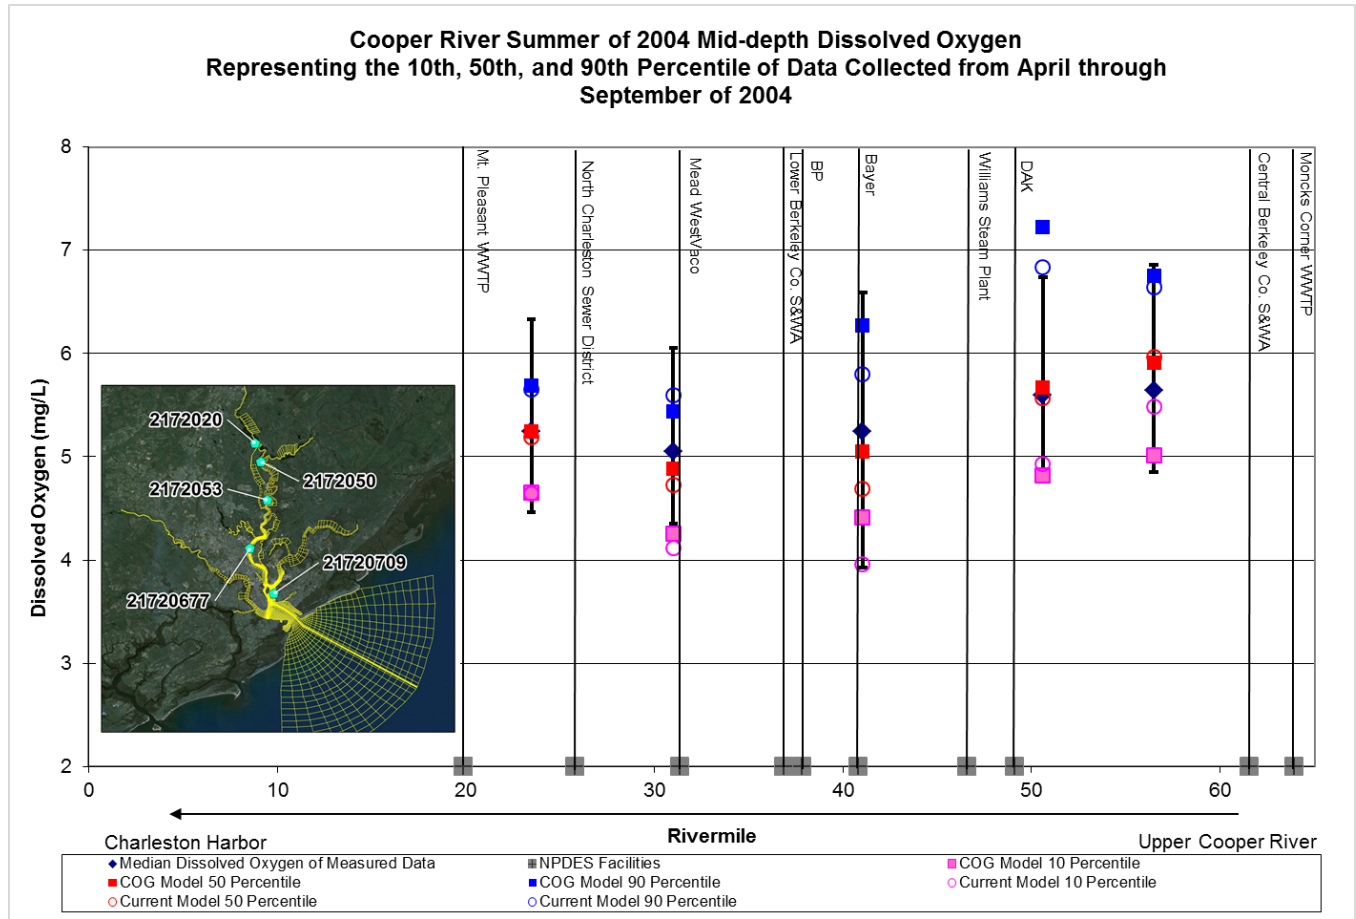 Cooper River Summer of 2004 Mid-depth Dissolved Oxygen
Representing the 10th, 50th, and 90th Percentile of Data Collected from April through
September of 2004
Dissolved Oxygen (mg/L)
8
7
6
5
4
3
2
Mt. Pleasant WWTP
North Charleston Sewer District
Mead WestVaco
Lower Berkeley Co. S&WA
BP
Bayer
Williams Steam Plant
DAK
Central Berkeley Co. S&WA
Moncks Corner WWTP
2172020
2172050
2172053
21720709
21720677
0
10
20
30
40
50
60
Rivermile
Charleston Harbor
Upper Cooper River
Median Dissolved Oxygen of Measured Data
NPDES Facilities
COG Model 10 Percentile
COG Model 50 Percentile
COG Model 90 Percentile
Current Model 10 Percentile
Current Model 50 Percentile
Current Model 90 Percentile